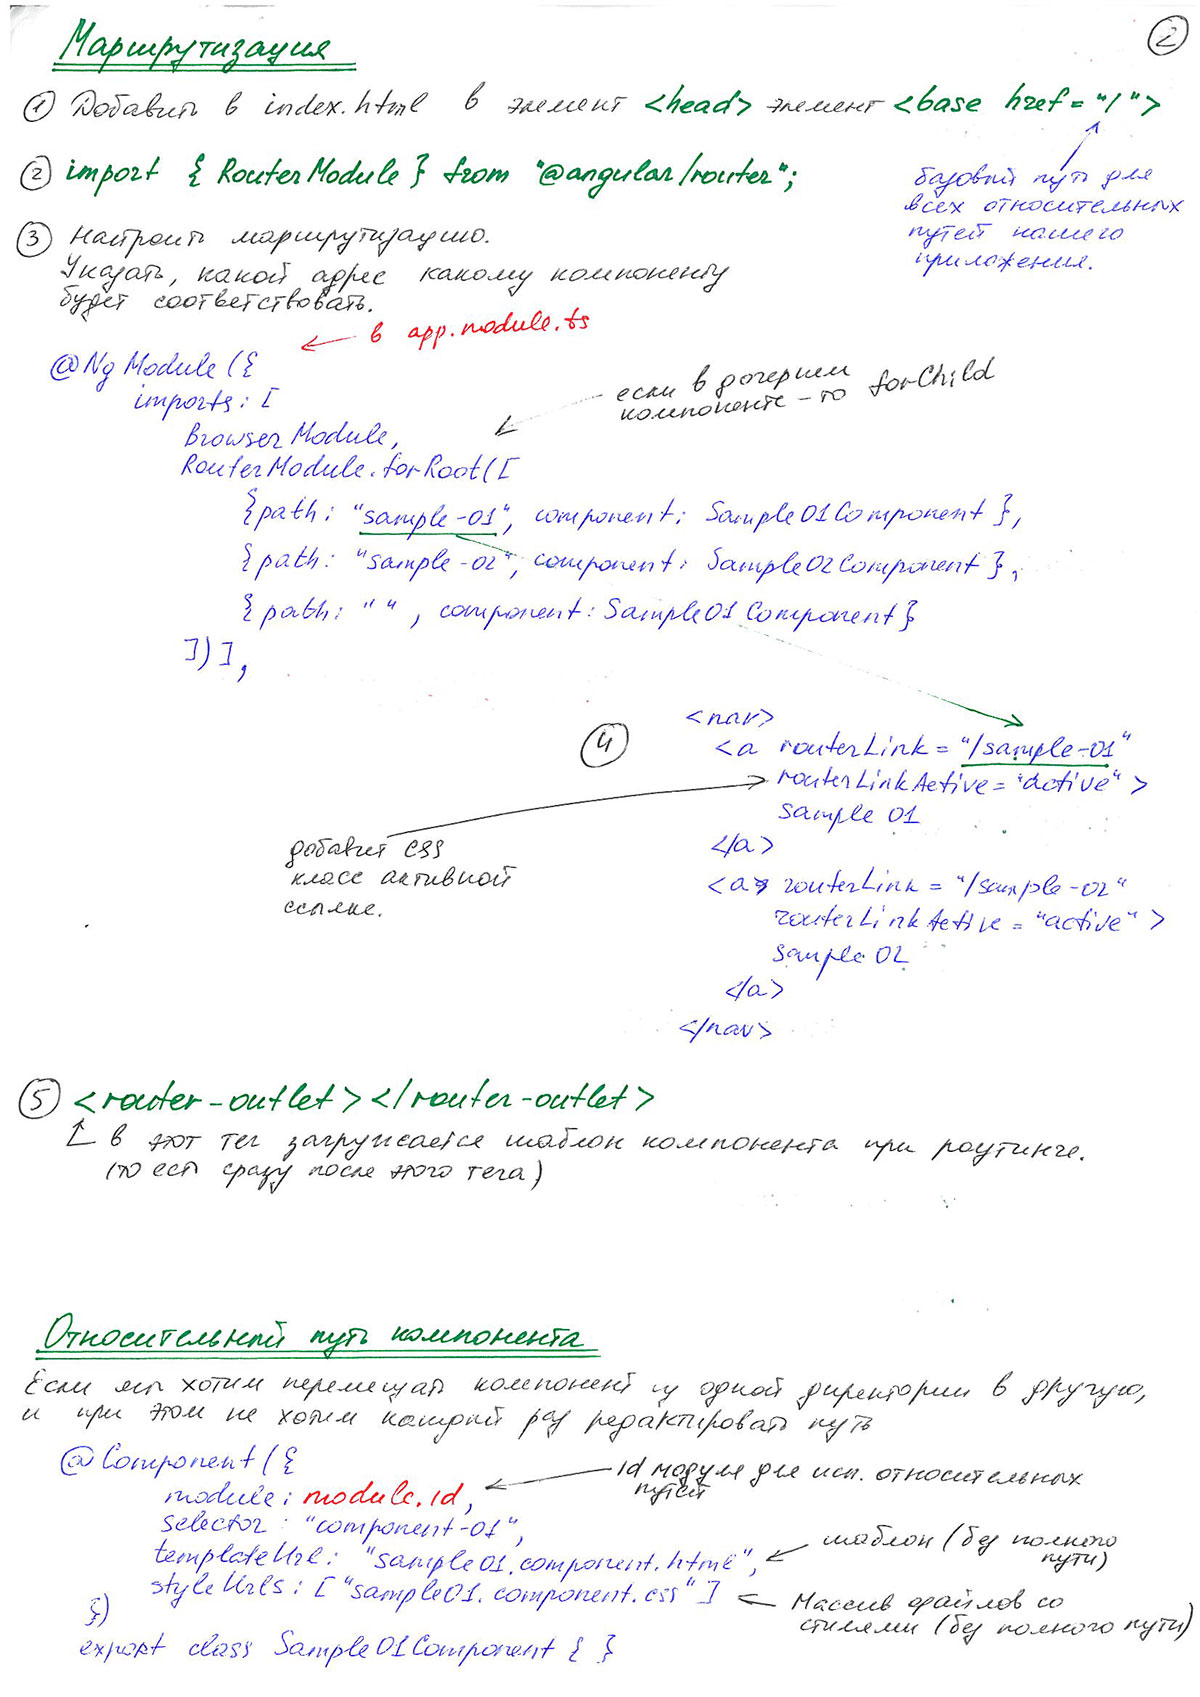 Маршрутизация
2
1 Добавить в index.html в элемент <head> элемент <base href="/">
2 import { RouterModule } from "@angular/router";
базовый путь для
всех относительных
путей нашего
приложения.
3 Настроить маршрутизацию.
Указать, какой адрес какому компоненту
будет соответствовать.
в app.module.ts
@NgModule({
imports: [
если в дочернем
компоненте - то forChild
BrowserModule,
RouterModule.forRoot([
{path: "sample-01", component: Sample01Component},
{path: "sample-02", component: Sample02Component},
{path: "", component: Sample01Component}
])],
4
<nav>
<a routerLink="/sample-01"
routerLinkActive="active">
sample 01
</a>
добавит css
класс активной
ссылке.
<a routerLink="/sample-02"
routerLinkActive="active">
sample 02
</a>
</nav>
5 <router-outlet></router-outlet>
в этот тег загружается шаблон компонента при роутинге.
(то есть сразу после этого тега)
Относительный путь компонента
Если мы хотим перемещать компонент из одной директории в другую,
и при этом не хотим каждый раз редактировать путь
@Component({
module: module.id,
id модуля для исп. относительных
путей
selector: "component-01",
templateUrl: "sample01.component.html",
шаблон (без полного
пути)
styleUrls: ["sample01.component.css"]
Массив файлов со
стилями (без полного пути)
})
export class Sample01Component { }